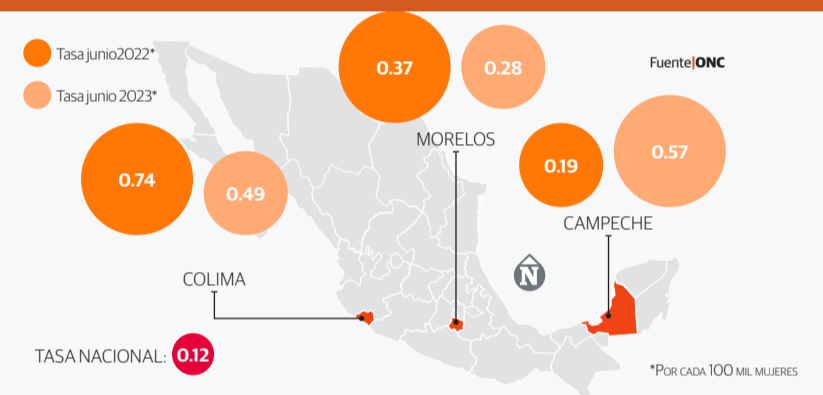 Tasa junio2022*
Tasa junio 2023*
0.37
0.28
Fuente|ONC
MORELOS
0.74
0.49
0.19
0.57
CAMPECHE
COLIMA
N
TASA NACIONAL: 0.12
*POR CADA 100 MIL MUJERES